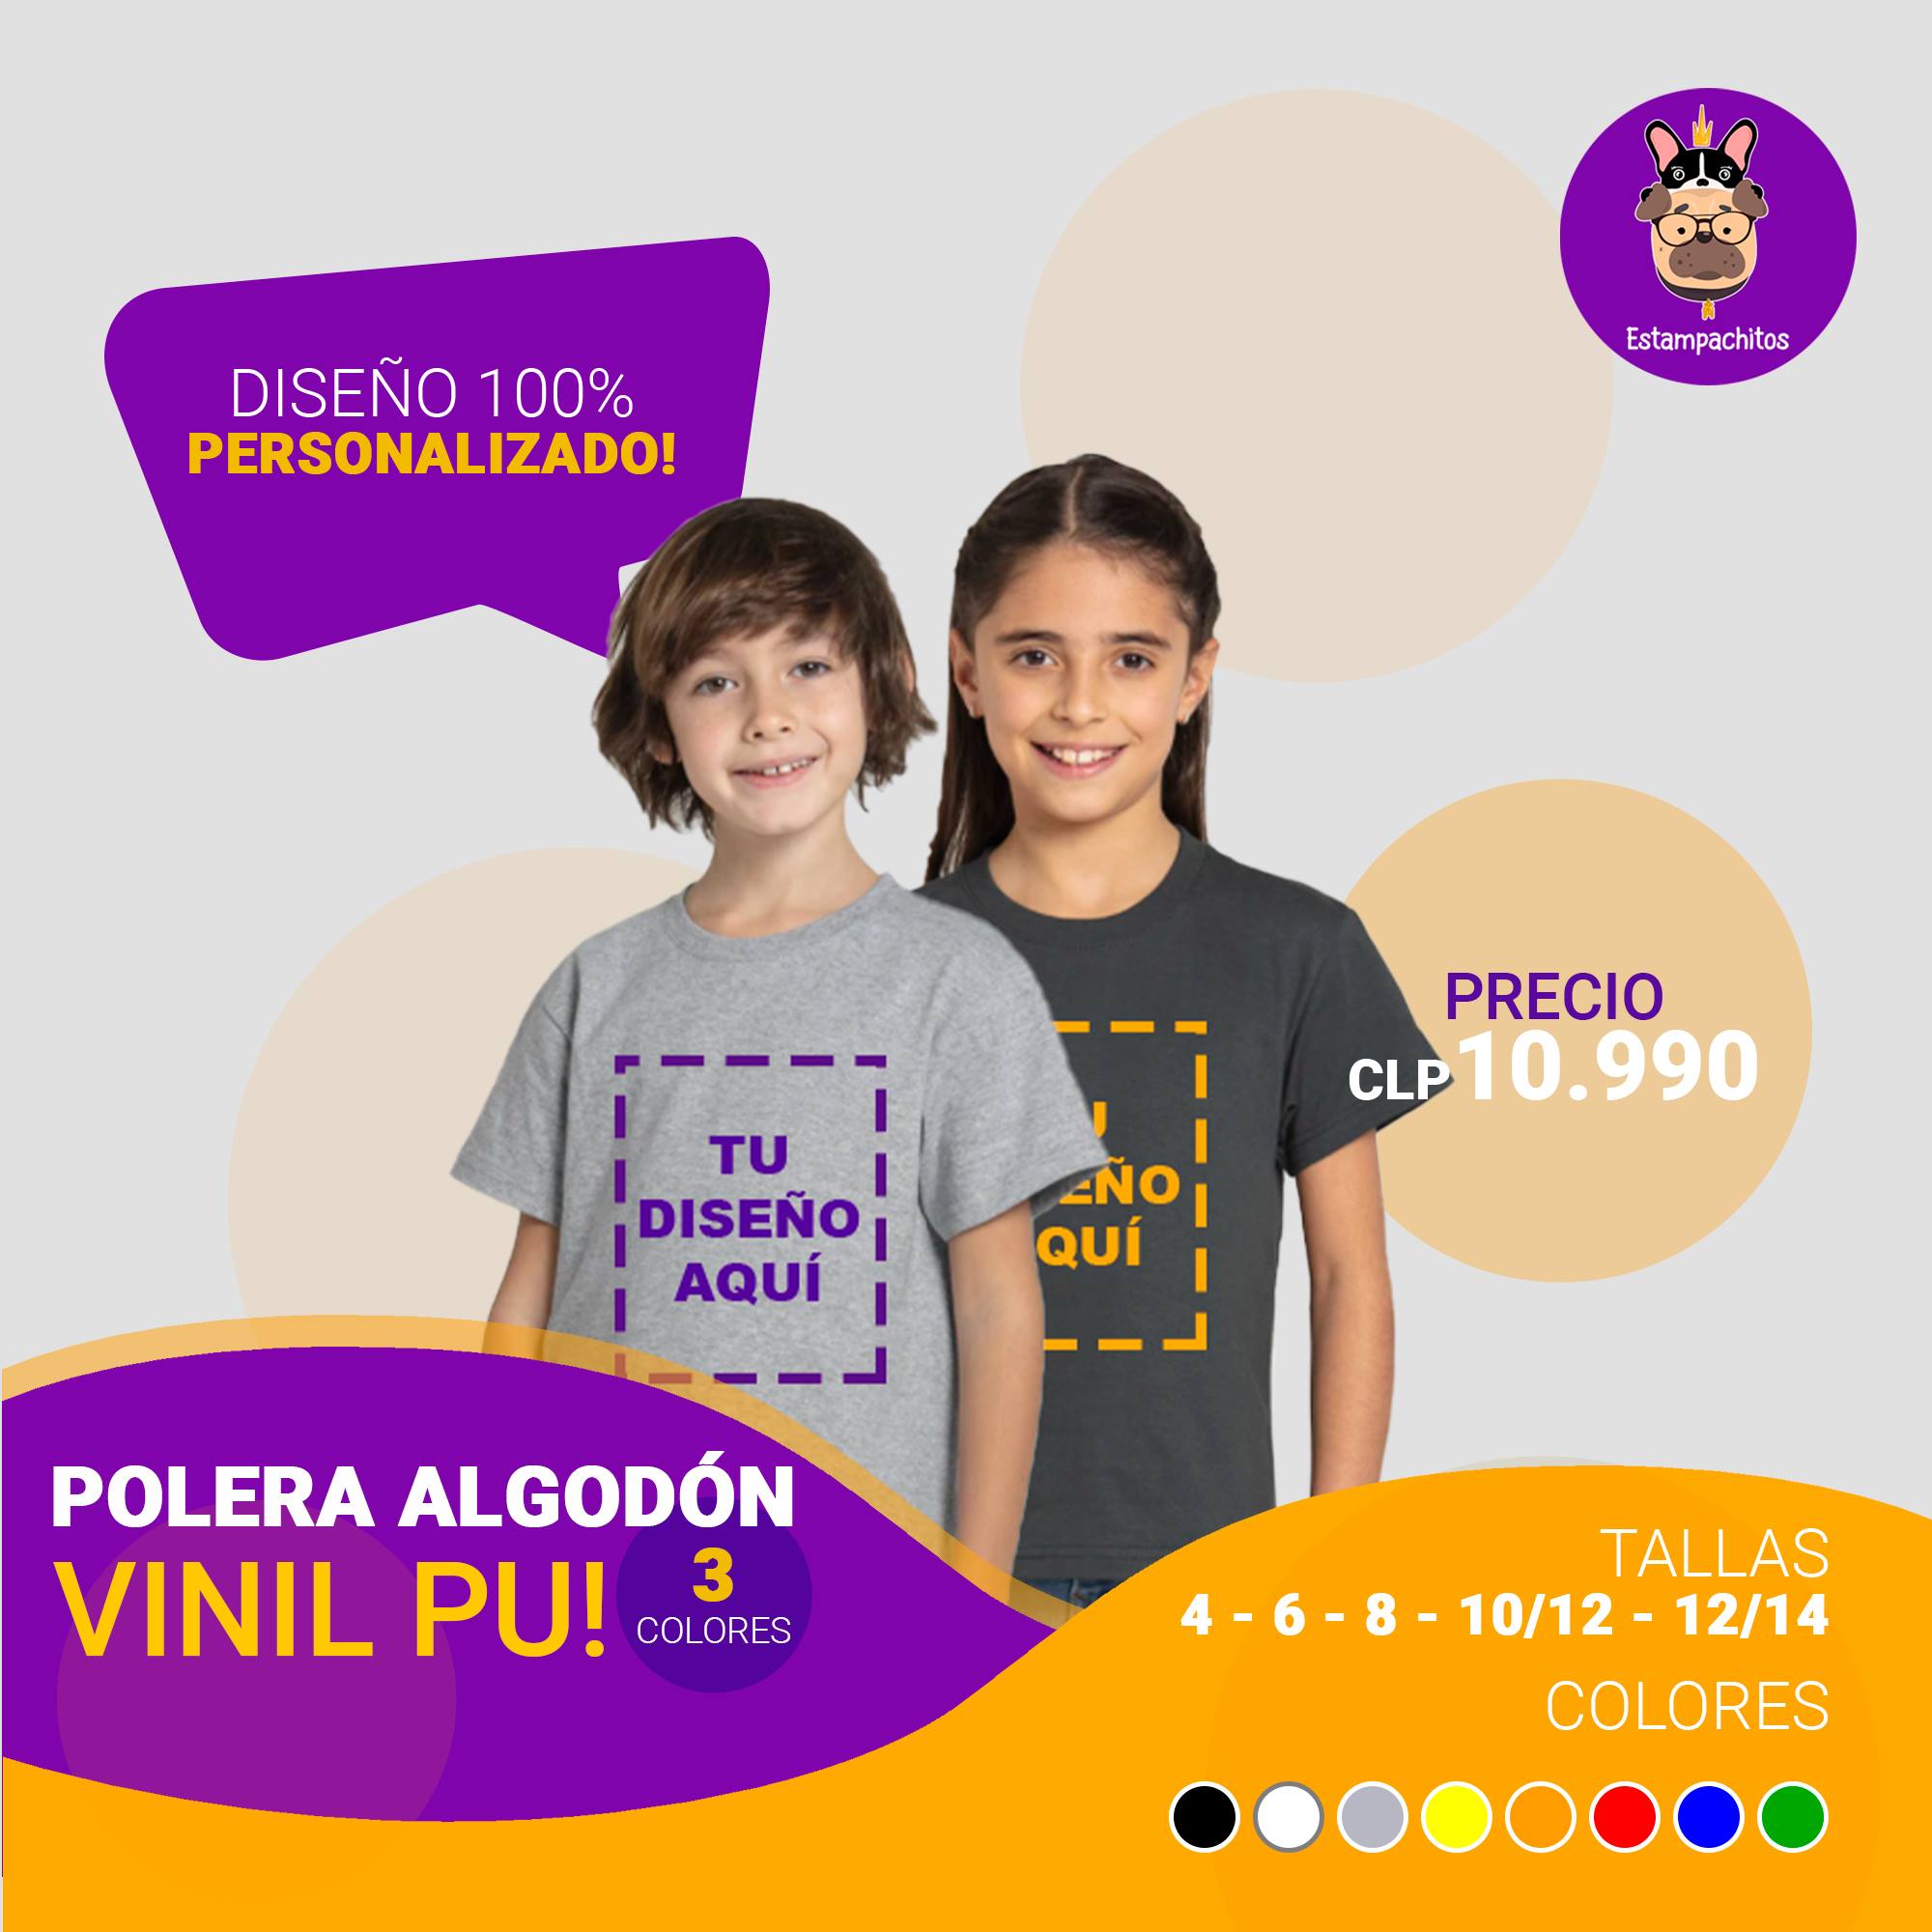 Estampachitos
DISEÑO 100%
PERSONALIZADO!
PRECIO
CLP 10.990
TU
DISEÑO
AQUÍ
U
EÑO
QUÍ
POLERA ALGODÓN
VINIL PU!
3
COLORES
TALLAS
4 - 6 - 8 - 10/12 - 12/14
COLORES